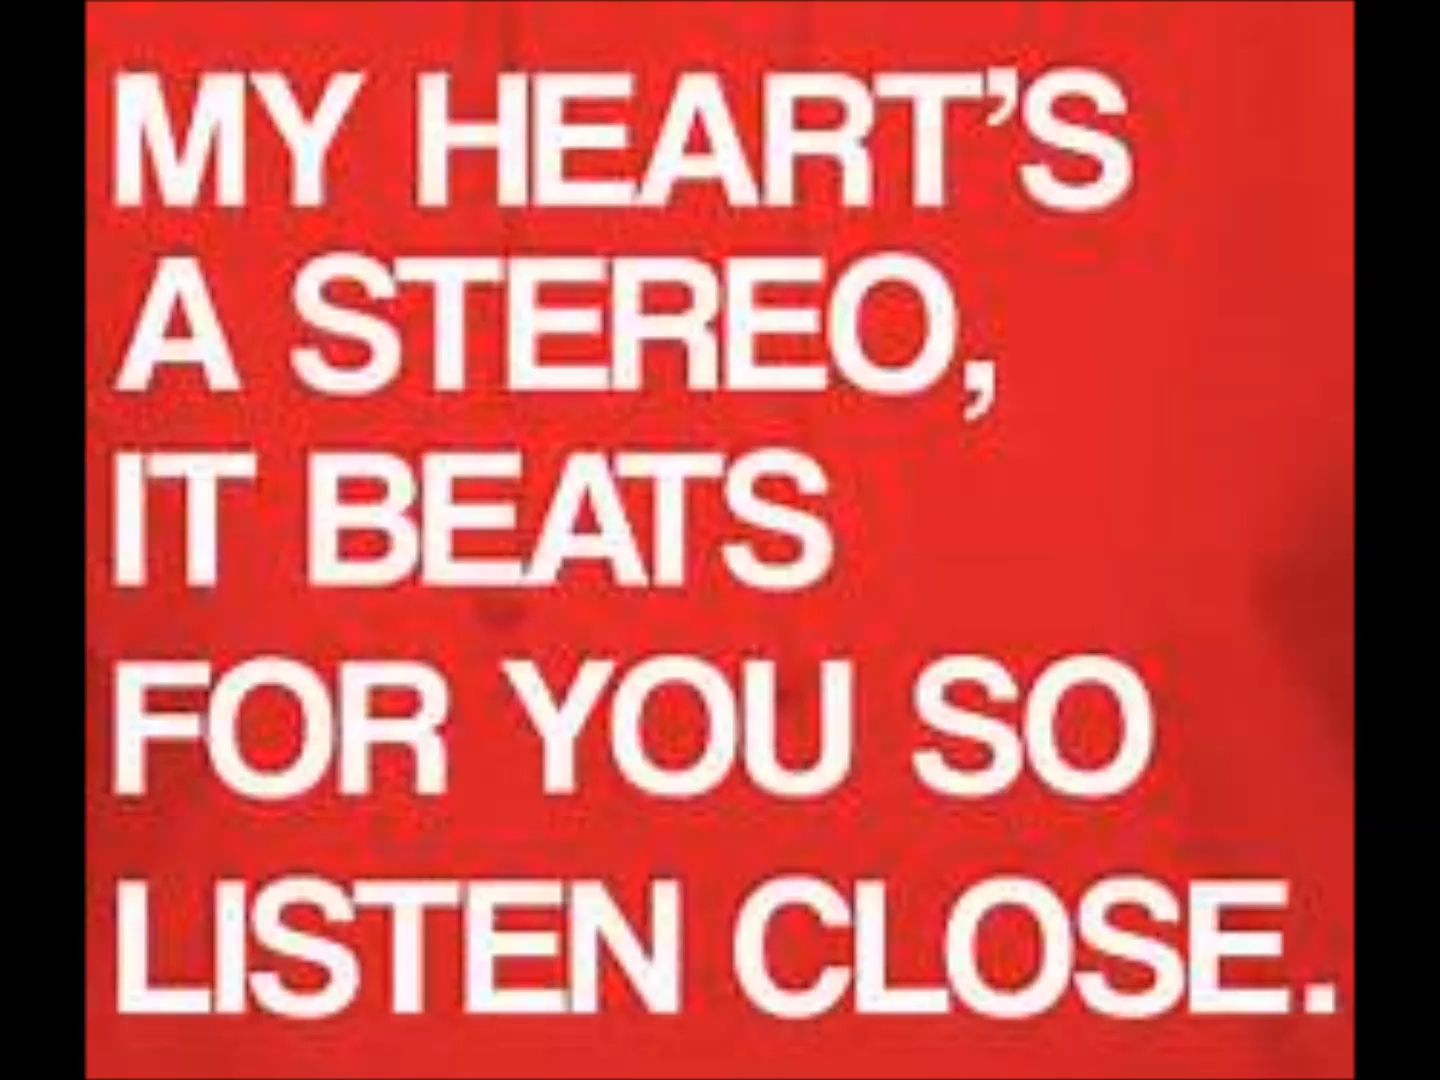 MY HEART’S
A STEREO,
IT BEATS
FOR YOU SO
LISTEN CLOSE.